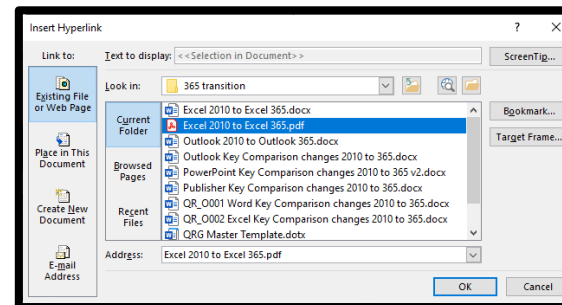 Insert Hyperlink ?
Link to:
Text to display: <<Selection in Document>>
ScreenTip...
Existing File
or Web Page
Look in: 365 transition
Current
Folder
Excel 2010 to Excel 365.docx
Excel 2010 to Excel 365.pdf
Outlook 2010 to Outlook 365.docx
Outlook Key Comparison changes 2010 to 365.docx
PowerPoint Key Comparison changes 2010 to 365 v2.docx
Publisher Key Comparison changes 2010 to 365.docx
QR_O001 Word Key Comparison changes 2010 to 365.docx
QR_O002 Excel Key Comparison changes 2010 to 365.docx
QRG Master Template.dotx
Bookmark...
Target Frame...
Place in This
Document
Browsed
Pages
Create New
Document
Recent
Files
E-mail
Address
Address: Excel 2010 to Excel 365.pdf
OK
Cancel